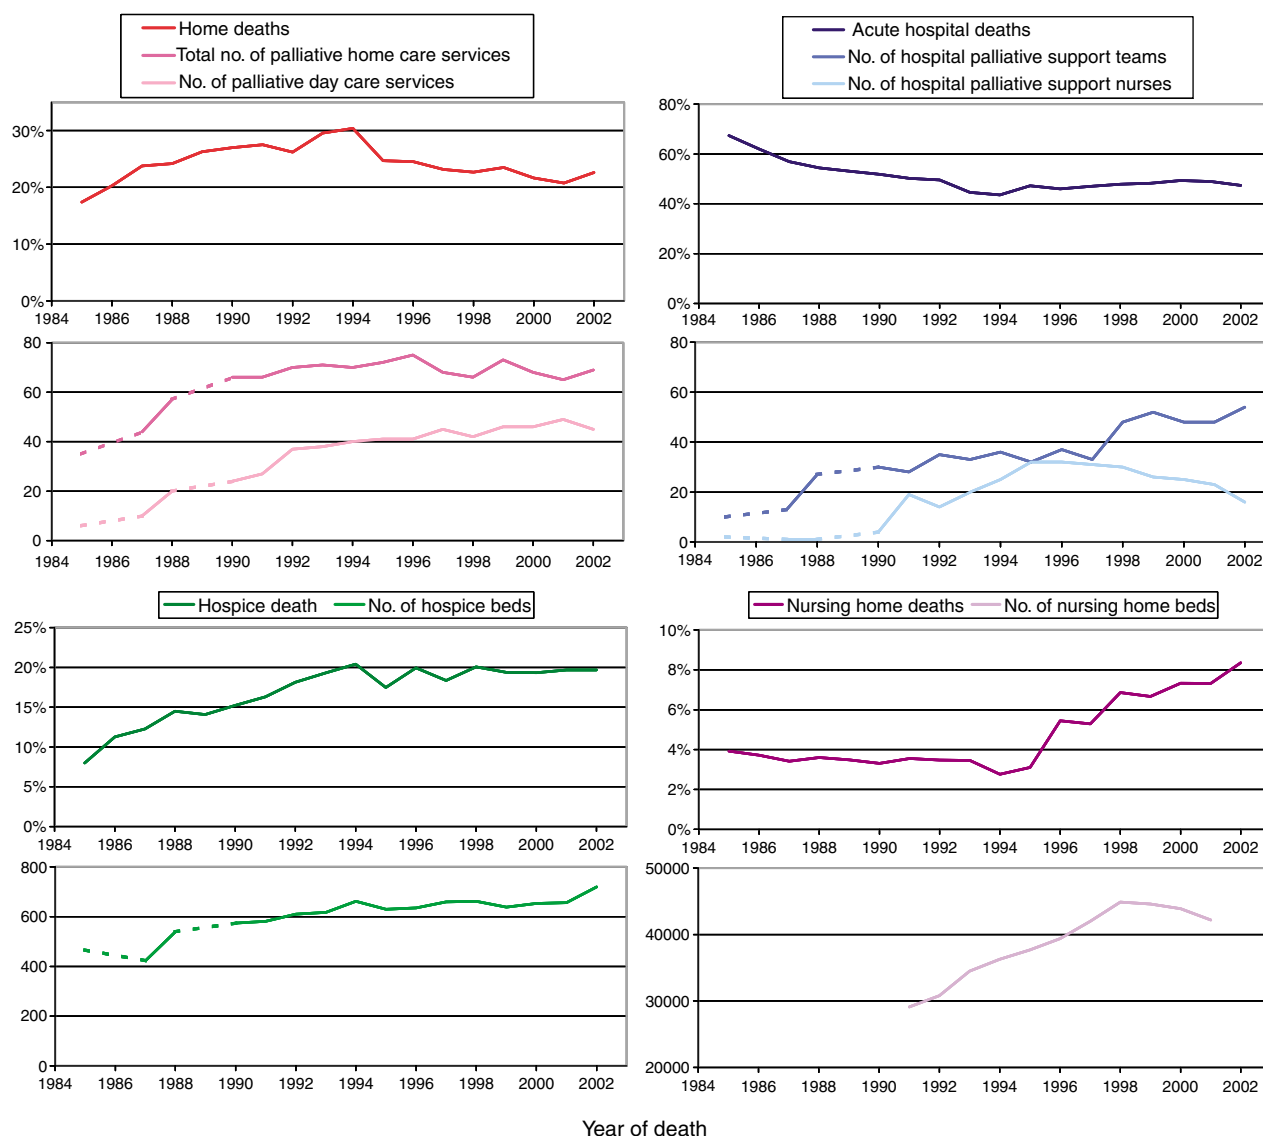 Home deaths
Total no. of palliative home care services
No. of palliative day care services
30%
20%
10%
0%
1984 1986 1988 1990 1992 1994 1996 1998 2000 2002
80
60
40
20
0
1984 1986 1988 1990 1992 1994 1996 1998 2000 2002
Acute hospital deaths
No. of hospital palliative support teams
No. of hospital palliative support nurses
80%
60%
40%
20%
0%
1984 1986 1988 1990 1992 1994 1996 1998 2000 2002
80
60
40
20
0
1984 1986 1988 1990 1992 1994 1996 1998 2000 2002
Hospice death No. of hospice beds
25%
20%
15%
10%
5%
0%
1984 1986 1988 1990 1992 1994 1996 1998 2000 2002
800
600
400
200
0
1984 1986 1988 1990 1992 1994 1996 1998 2000 2002
Nursing home deaths No. of nursing home beds
10%
8%
6%
4%
2%
0%
1984 1986 1988 1990 1992 1994 1996 1998 2000 2002
50000
40000
30000
20000
1984 1986 1988 1990 1992 1994 1996 1998 2000 2002
Year of death